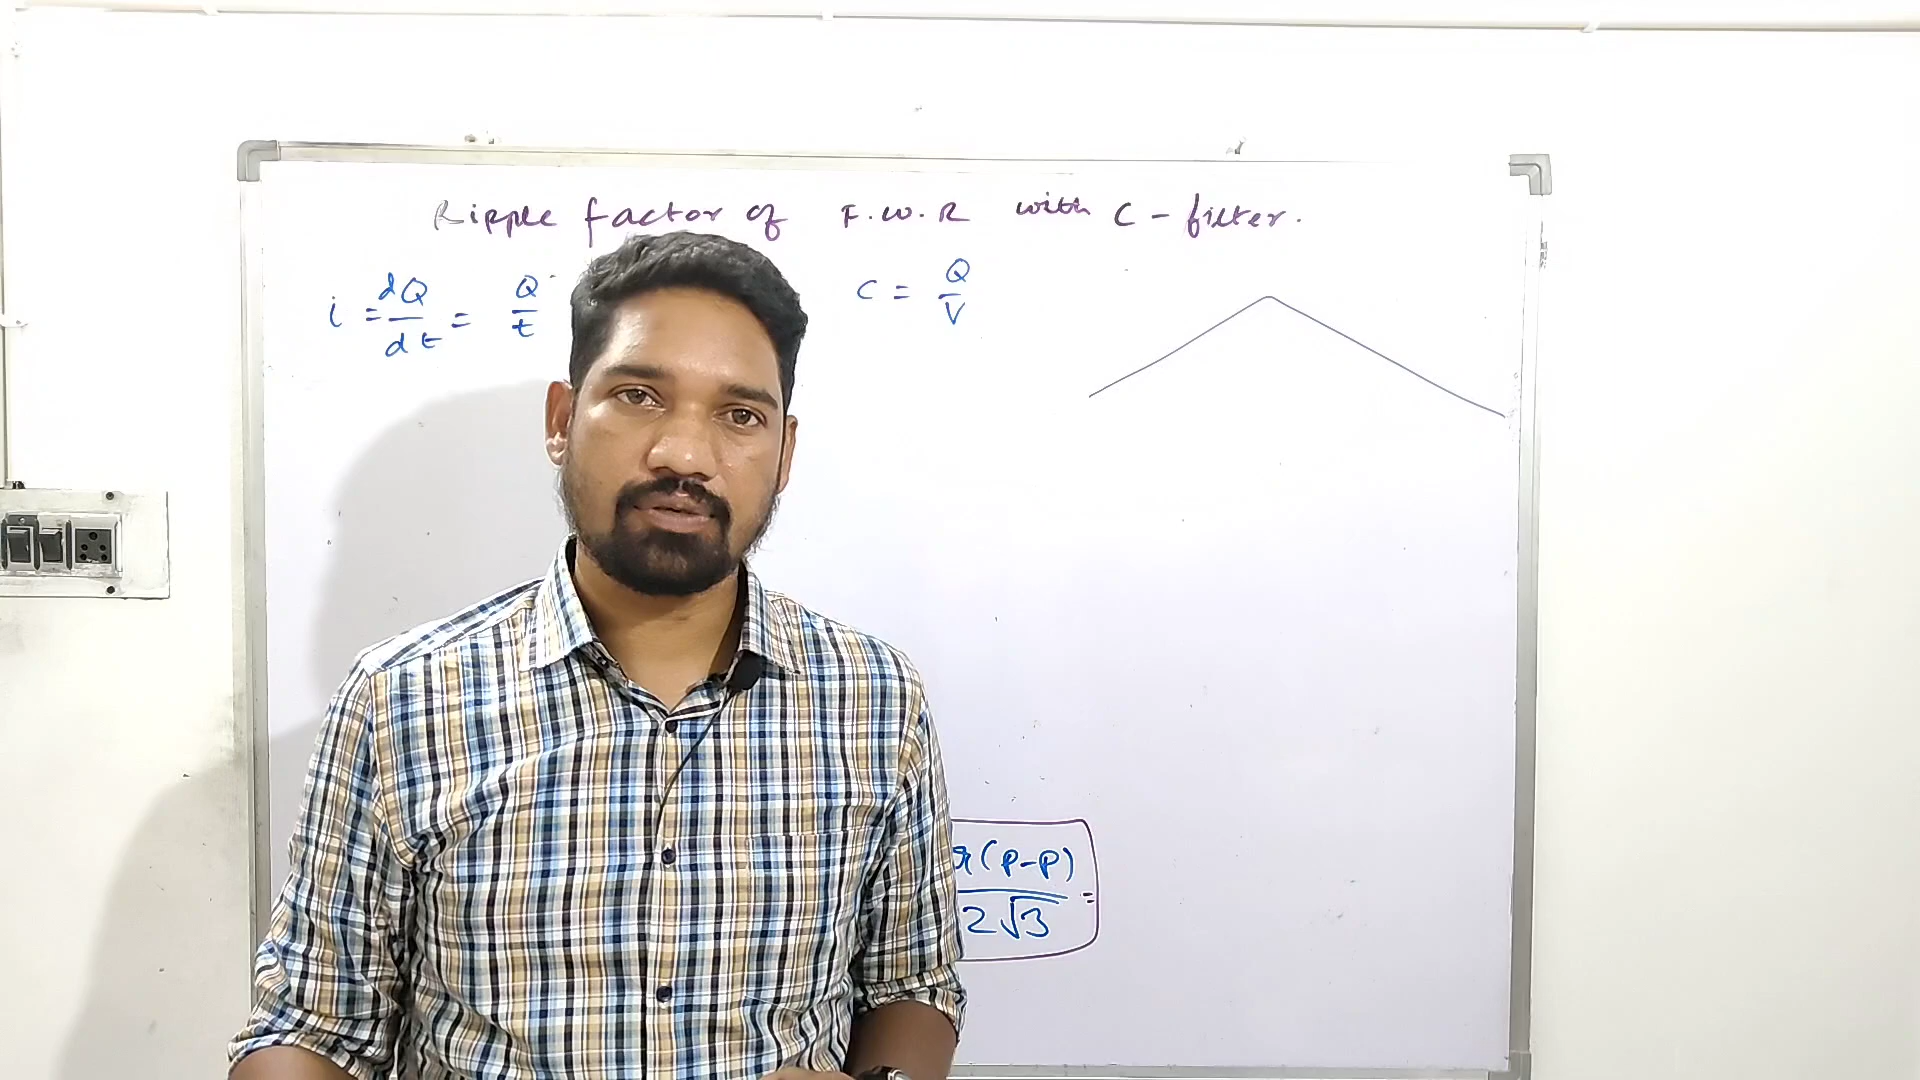 Ripple factor of F.W.R with C - filter.
i = dQ/dt = Q/t
C = Q/V
r(p-p)/2√3 =